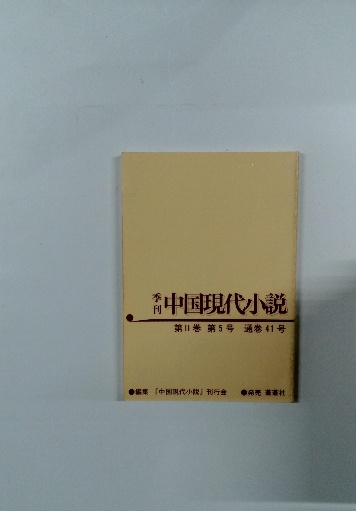 季刊 中国現代小説
第II巻 第5号 通巻41号
●編集 『中国現代小説』刊行会 ●発売 蒼蒼社